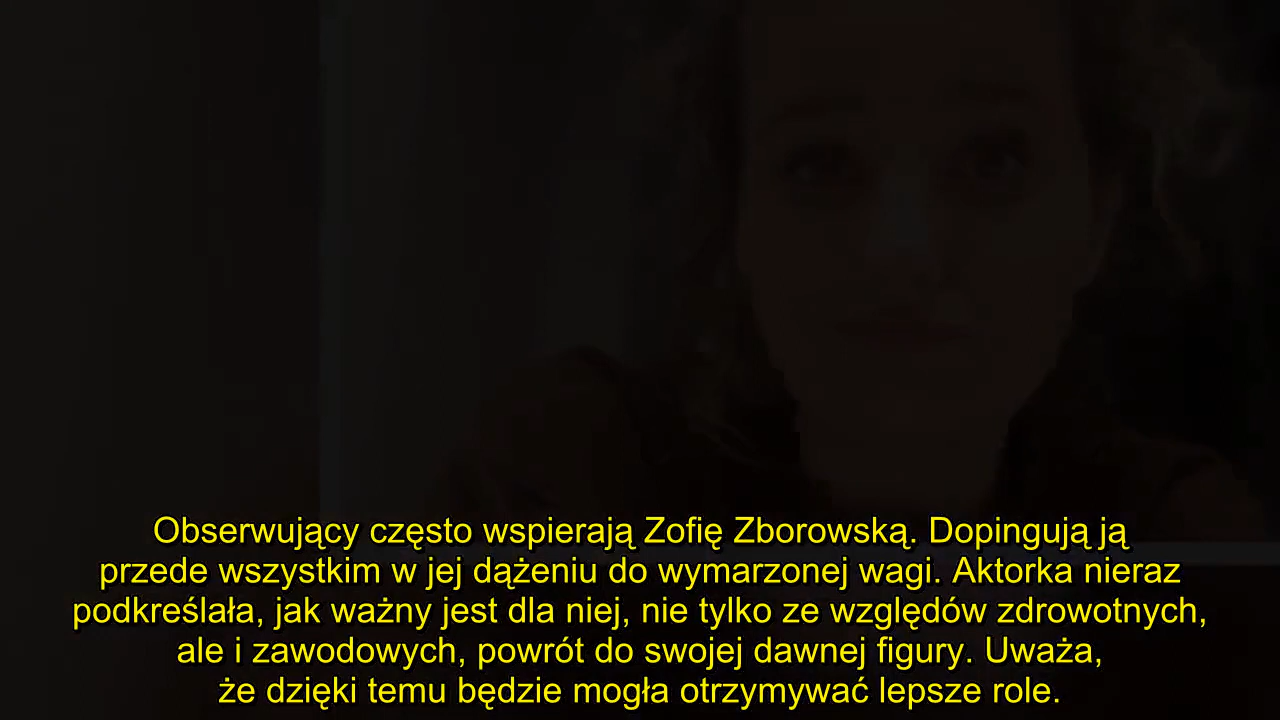 Obserwujący często wspierają Zofię Zborowską. Dopingują ją
przede wszystkim w jej dążeniu do wymarzonej wagi. Aktorka nieraz
podkreślała, jak ważny jest dla niej, nie tylko ze względów zdrowotnych,
ale i zawodowych, powrót do swojej dawnej figury. Uważa,
że dzięki temu będzie mogła otrzymywać lepsze role.